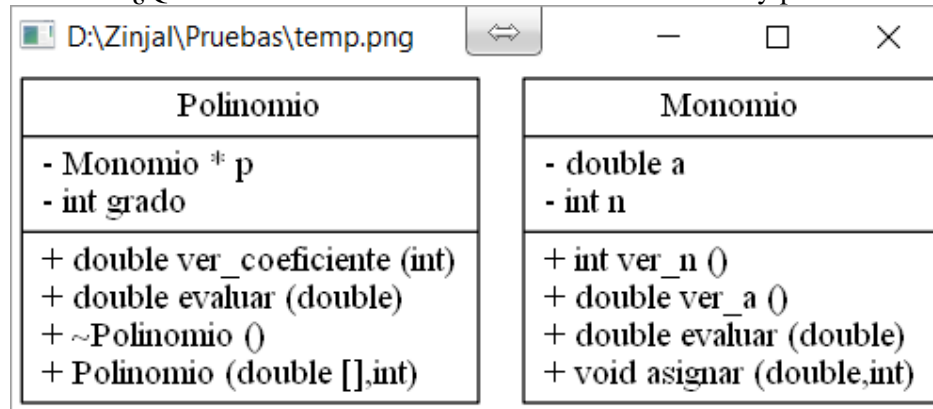 D:\Zinjal\Pruebas\temp.png
Polinomio
- Monomio * p
- int grado
+ double ver_coeficiente (int)
+ double evaluar (double)
+ ~Polinomio ()
+ Polinomio (double [],int)
Monomio
- double a
- int n
+ int ver_n ()
+ double ver_a ()
+ double evaluar (double)
+ void asignar (double,int)